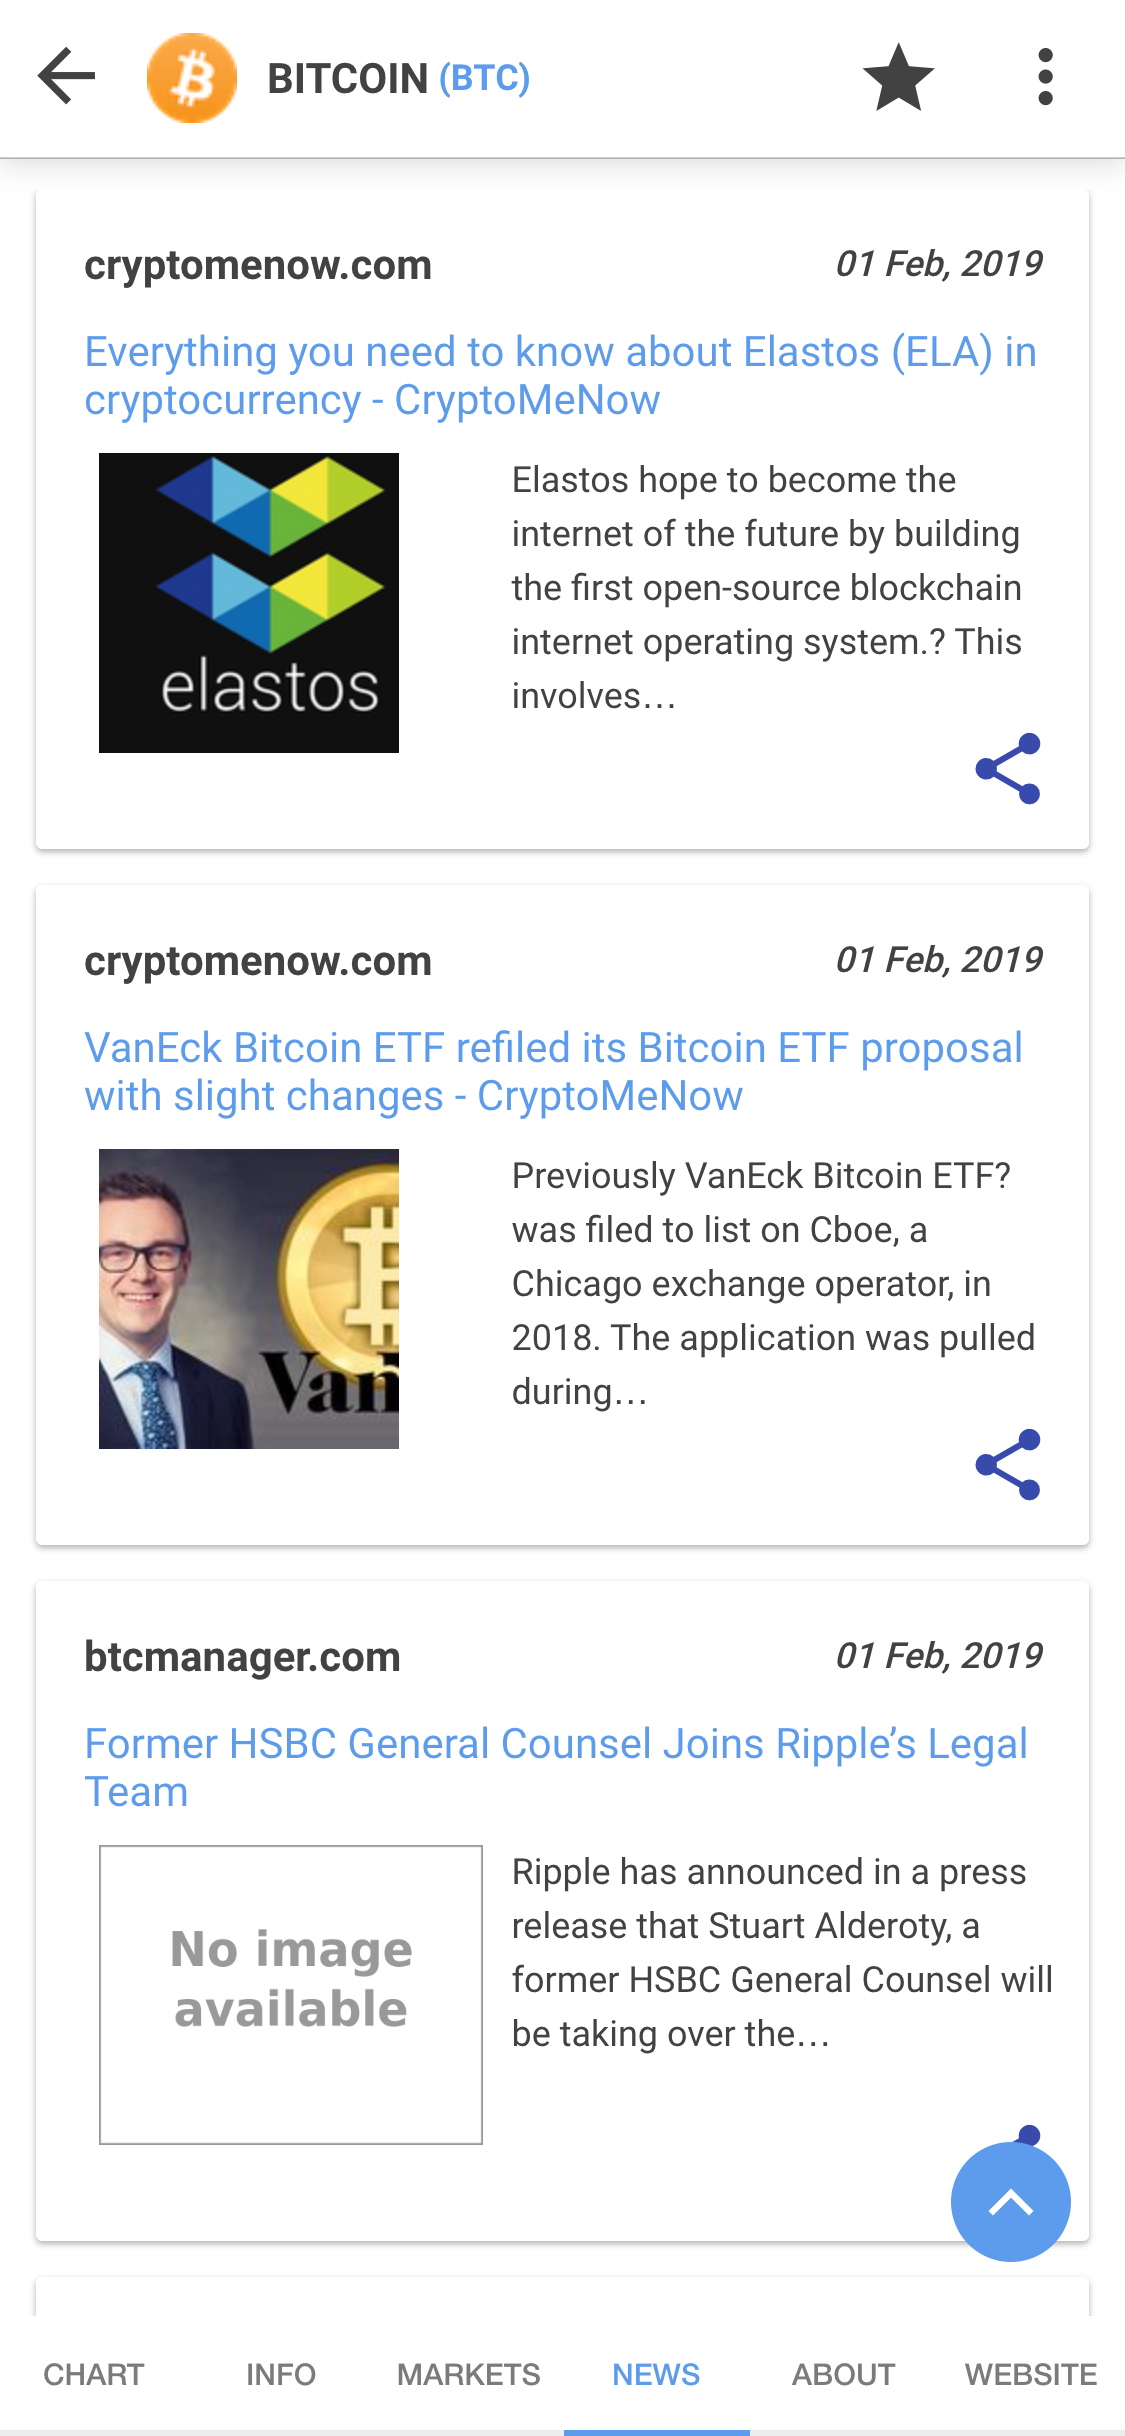 BITCOIN (BTC)
cryptomenow.com 01 Feb, 2019
Everything you need to know about Elastos (ELA) in
cryptocurrency - CryptoMeNow
elastos
Elastos hope to become the
internet of the future by building
the first open-source blockchain
internet operating system.? This
involves…
cryptomenow.com 01 Feb, 2019
VanEck Bitcoin ETF refiled its Bitcoin ETF proposal
with slight changes - CryptoMeNow
Van
Previously VanEck Bitcoin ETF?
was filed to list on Cboe, a
Chicago exchange operator, in
2018. The application was pulled
during…
btcmanager.com 01 Feb, 2019
Former HSBC General Counsel Joins Ripple’s Legal
Team
No image
available
Ripple has announced in a press
release that Stuart Alderoty, a
former HSBC General Counsel will
be taking over the…
CHART INFO MARKETS NEWS ABOUT WEBSITE